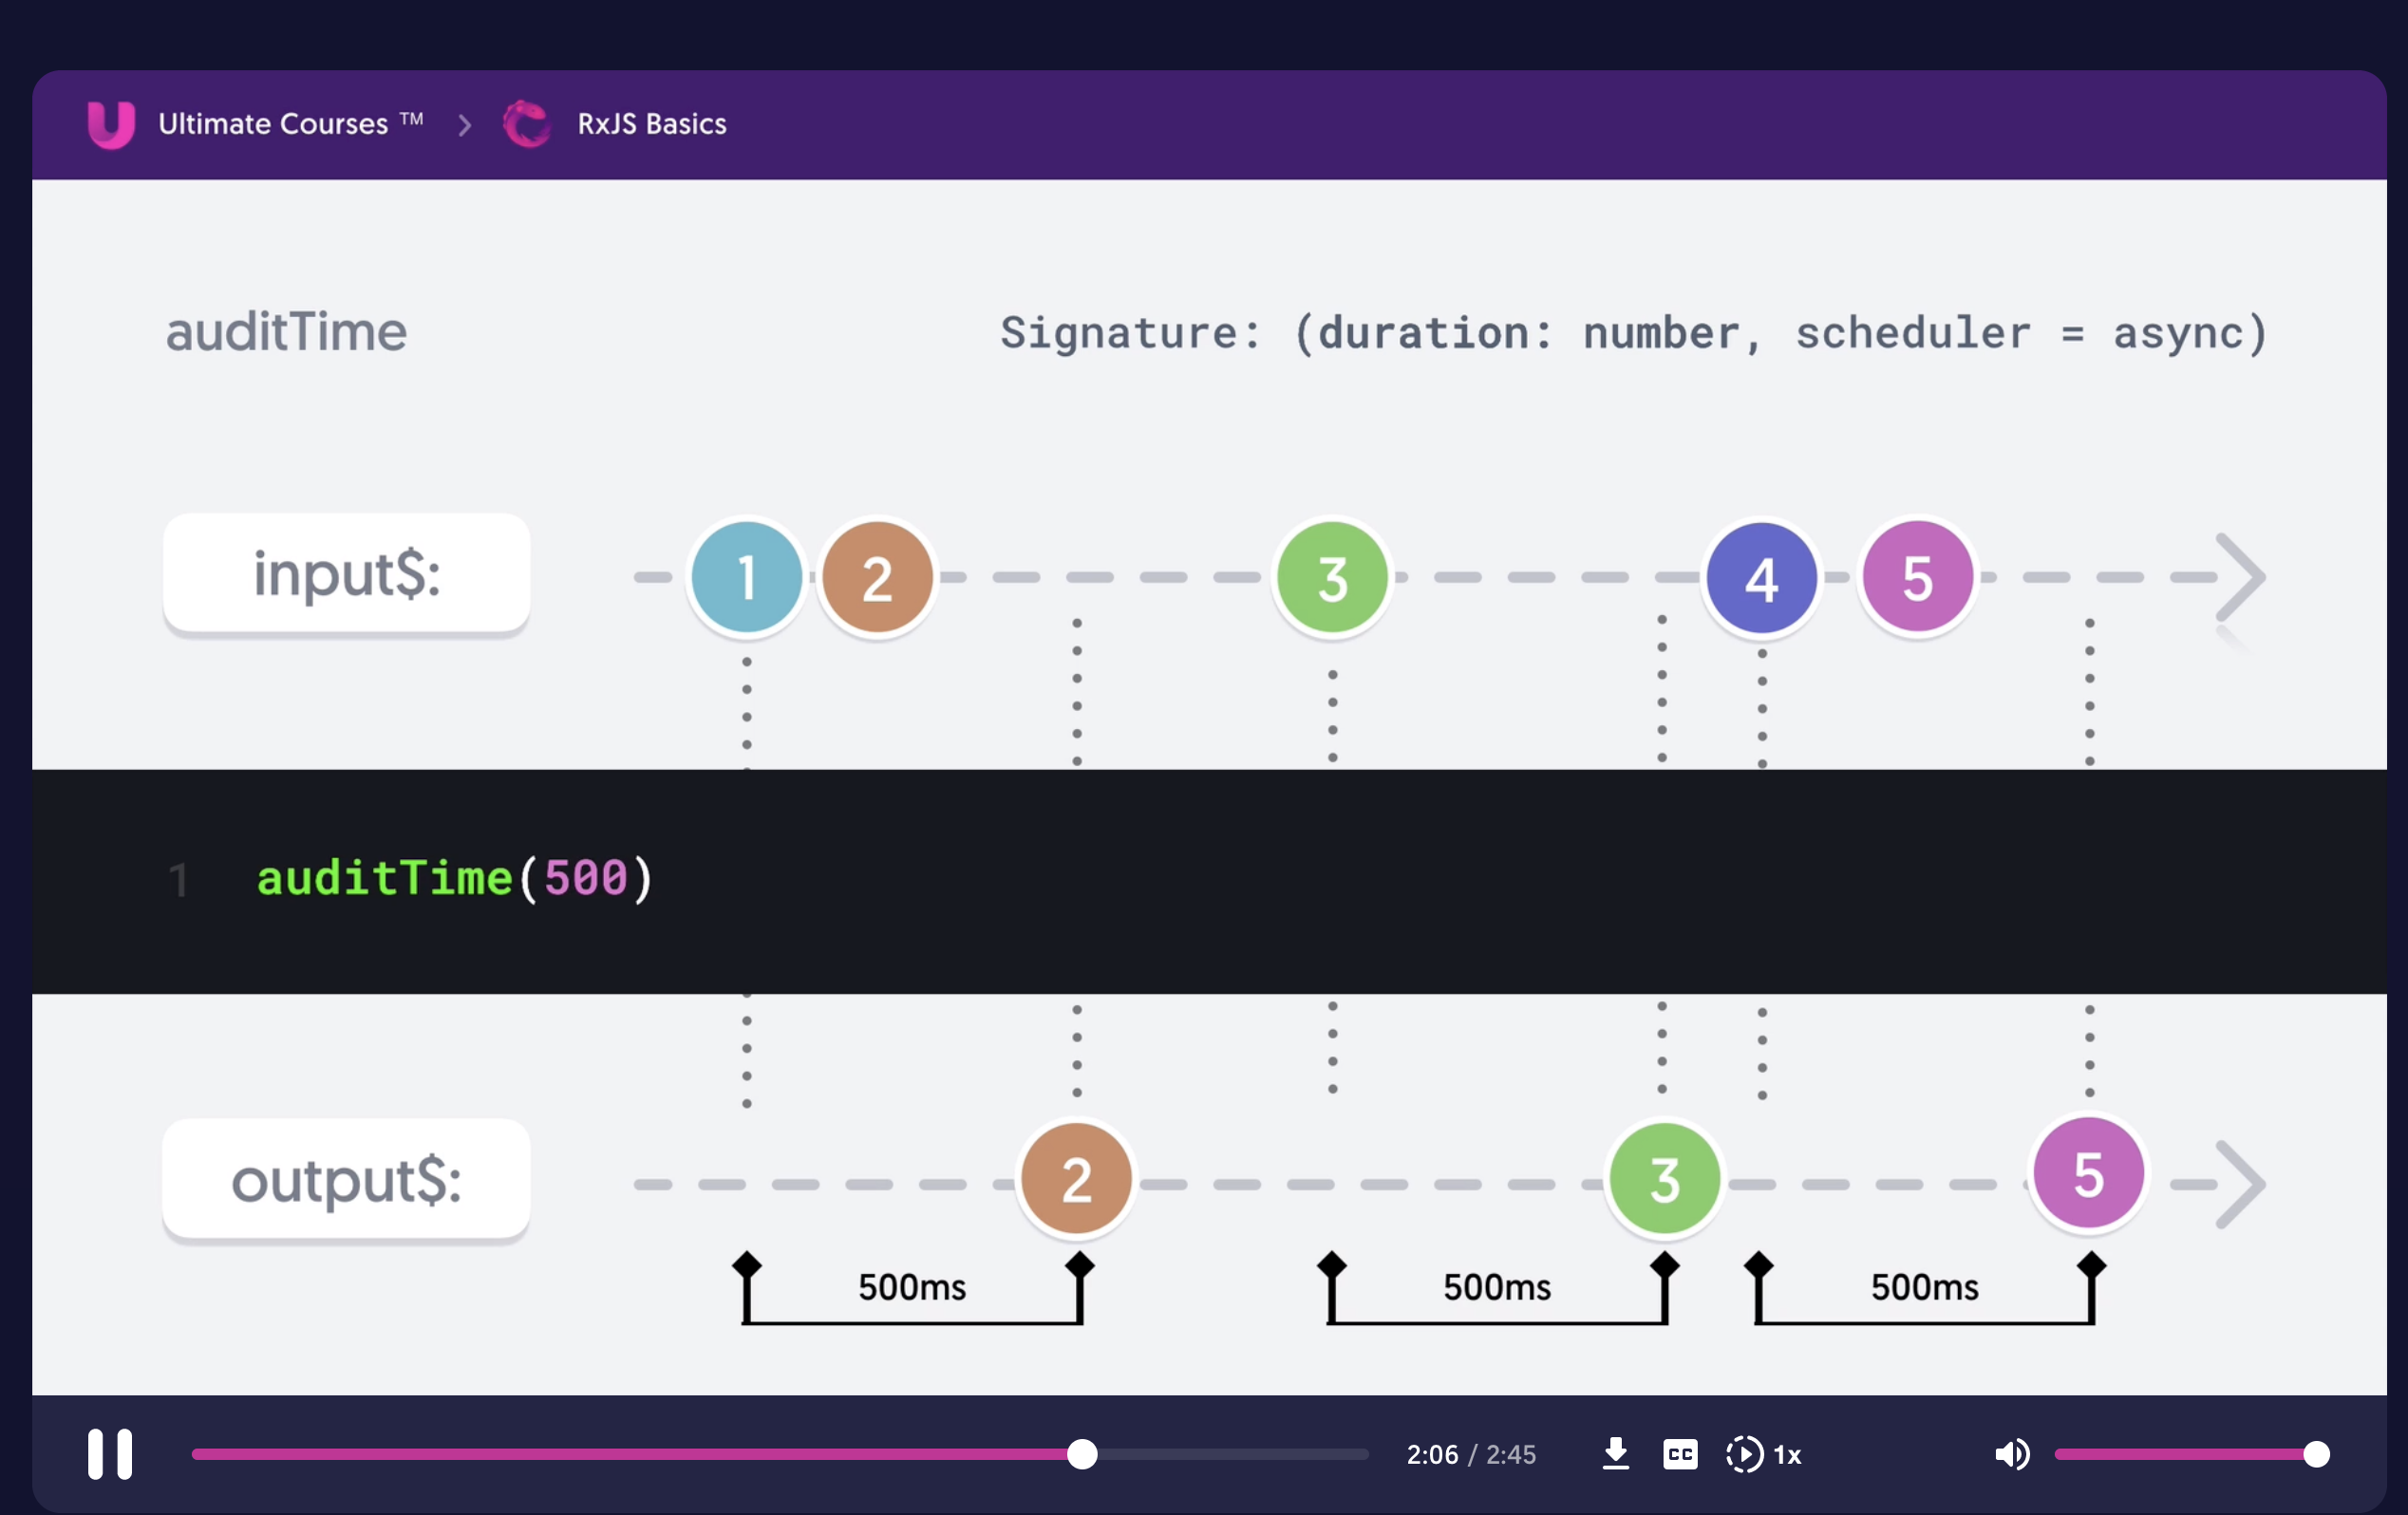 Ultimate Courses ™ > RxJS Basics
auditTime
Signature: (duration: number, scheduler = async)
input$:
1 2 3 4 5
1 auditTime(500)
output$:
2 3 5
500ms 500ms 500ms
2:06 / 2:45 CC 1x